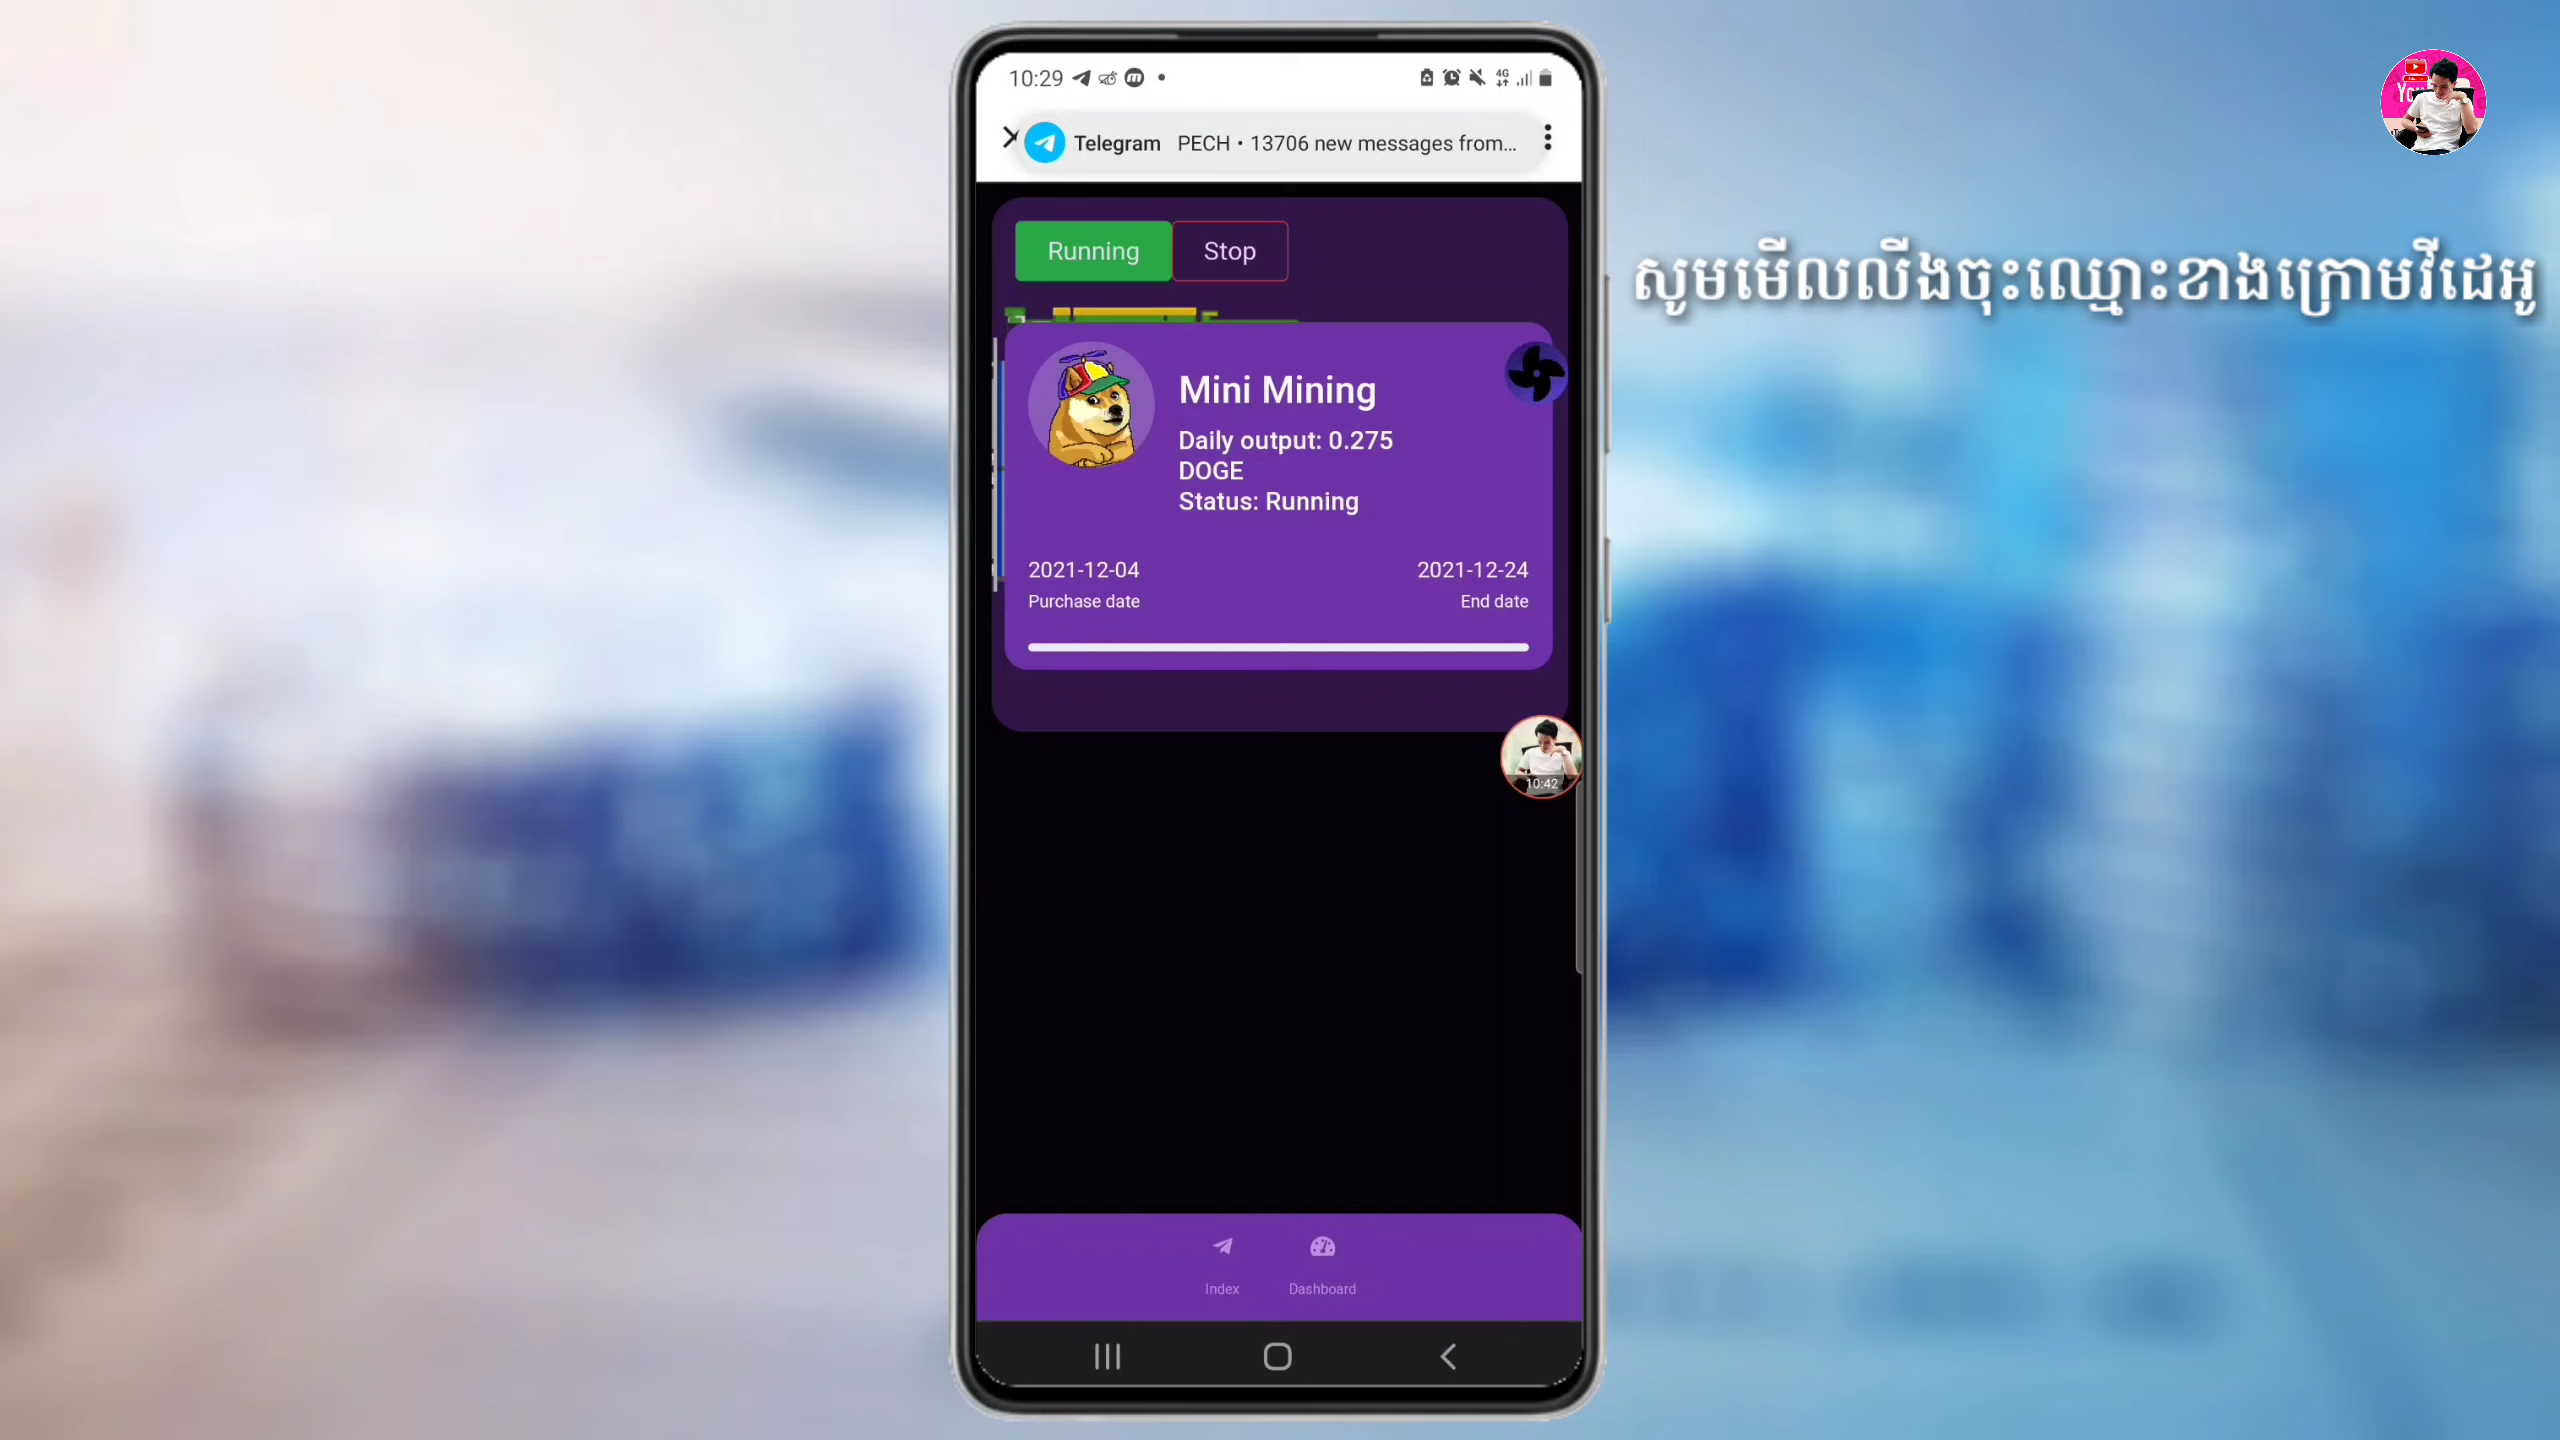 10:29
Telegram PECH • 13706 new messages from...
សូមមើលលីងចុះឈ្មោះខាងក្រោមវីដេអូ
Running Stop
Mini Mining
Daily output: 0.275
DOGE
Status: Running
2021-12-04 2021-12-24
Purchase date End date
10:42
Index Dashboard